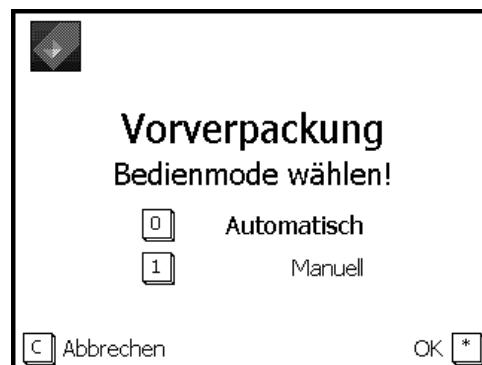 Vorverpackung
Bedienmode wählen!
0 Automatisch
1 Manuell
C Abbrechen OK *